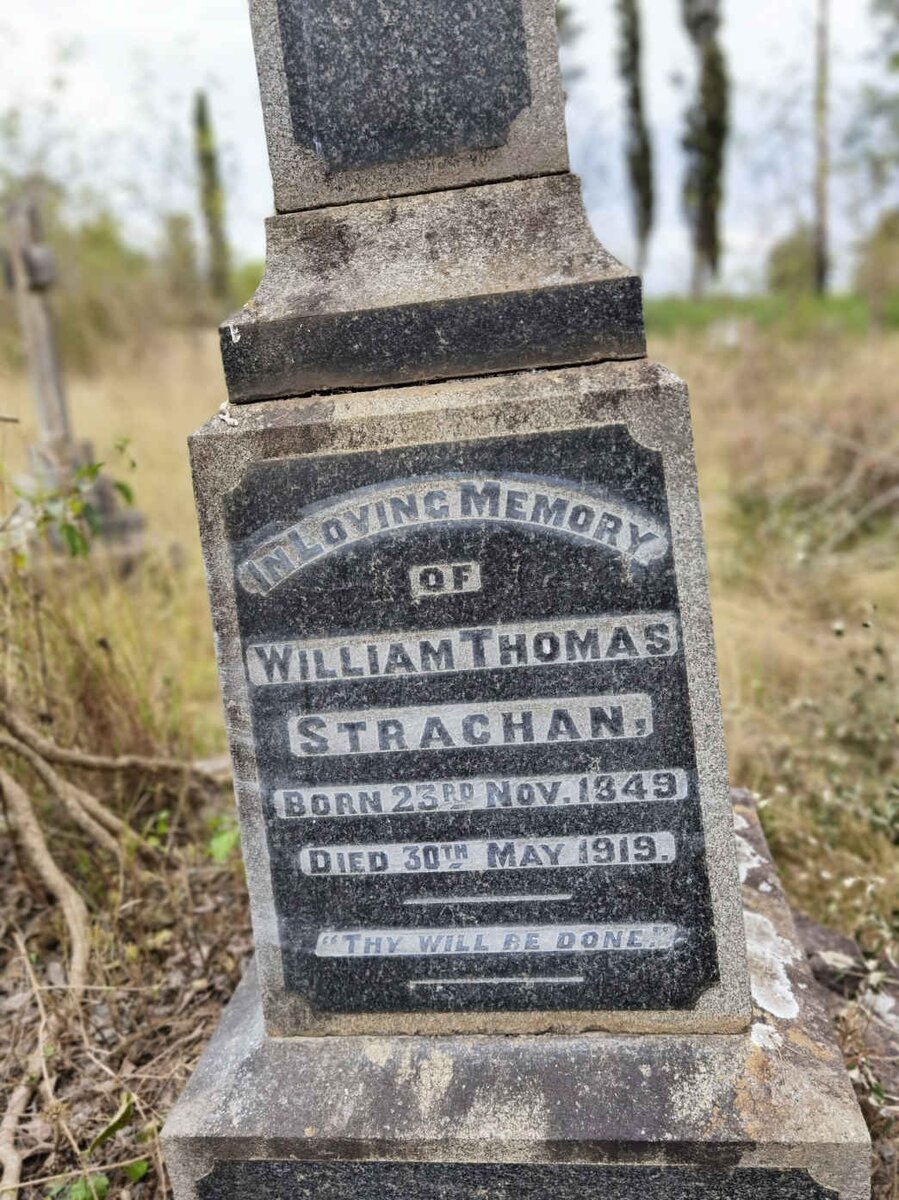 IN LOVING MEMORY
OF
WILLIAM THOMAS
STRACHAN,
BORN 23RD NOV. 1849
DIED 30TH MAY 1919.
"THY WILL BE DONE."